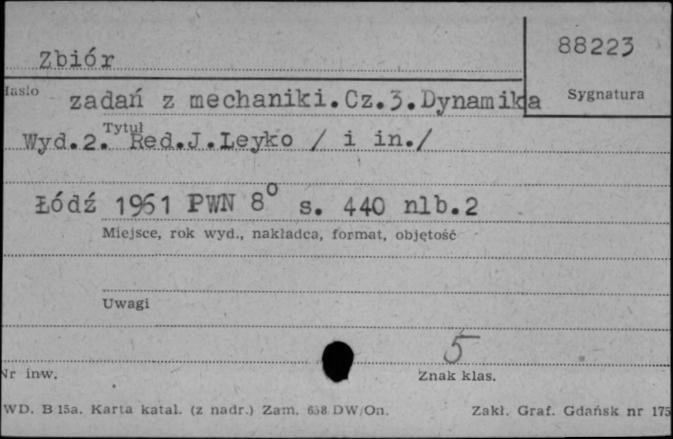 Zbiór
88223
Hasło
Sygnatura
zadań z mechaniki.Cz.3.Dynamika
Tytuł
Wyd.2. Red.J.Leyko / i in./
Łódź 1961 PWN 8° s. 440 nlb.2
Miejsce, rok wyd., nakładca, format, objętość
Uwagi
5
Nr inw.
Znak klas.
WD. B 15a. Karta katal. (z nadr.) Zam. 638 DW/On.
Zakł. Graf. Gdańsk nr 175